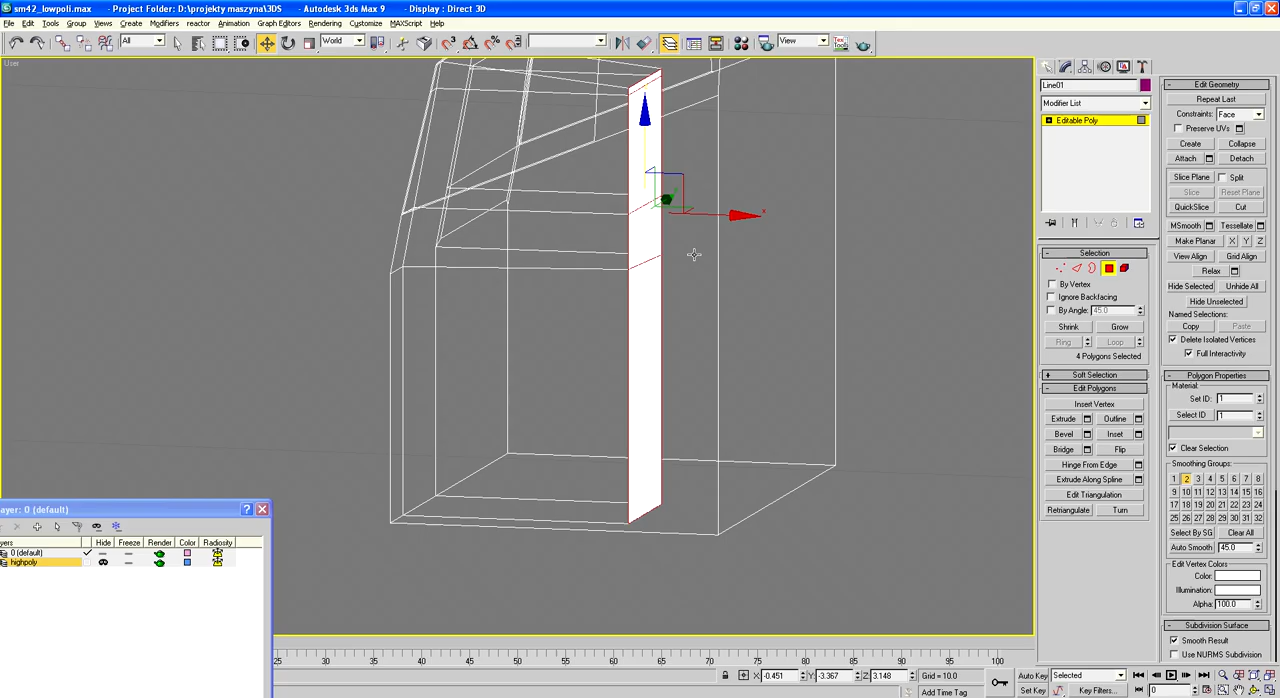 sm42_lowpoli.max - Project Folder: D:\projekty maszyna\3DS - Autodesk 3ds Max 9 - Display : Direct 3D
File Edit Tools Group Views Create Modifiers reactor Animation Graph Editors Rendering Customize MAXScript Help
All World View
User
Line01
Modifier List
Editable Poly
Selection
By Vertex
Ignore Backfacing
By Angle: 45.0
Shrink Grow
Ring Loop
4 Polygons Selected
Soft Selection
Edit Polygons
Insert Vertex
Extrude Outline
Bevel Inset
Bridge Flip
Hinge From Edge
Extrude Along Spline
Edit Triangulation
Retriangulate Turn
Edit Geometry
Repeat Last
Constraints: Face
Preserve UVs
Create Collapse
Attach Detach
Slice Plane Split
Slice Reset Plane
QuickSlice Cut
MSmooth Tessellate
Make Planar X Y Z
View Align Grid Align
Relax
Hide Selected Unhide All
Hide Unselected
Named Selections:
Copy Paste
Delete Isolated Vertices
Full Interactivity
Polygon Properties
Material:
Set ID: 1
Select ID 1
Clear Selection
Smoothing Groups:
1 2 3 4 5 6 7 8
9 10 11 12 13 14 15 16
17 18 19 20 21 22 23 24
25 26 27 28 29 30 31 32
Select By SG Clear All
Auto Smooth 45.0
Edit Vertex Colors
Color:
Illumination:
Alpha: 100.0
Subdivision Surface
Smooth Result
Use NURMS Subdivision
x
ayer: 0 (default)
ayers Hide Freeze Render Color Radiosity
0 (default)
highpoly
25 30 35 40 45 50 55 60 65 70 75 80 85 90 95 100
X: -0.451 Y: -3.367 Z: 3.148 Grid = 10.0
Add Time Tag
Auto Key Selected
Set Key Key Filters...